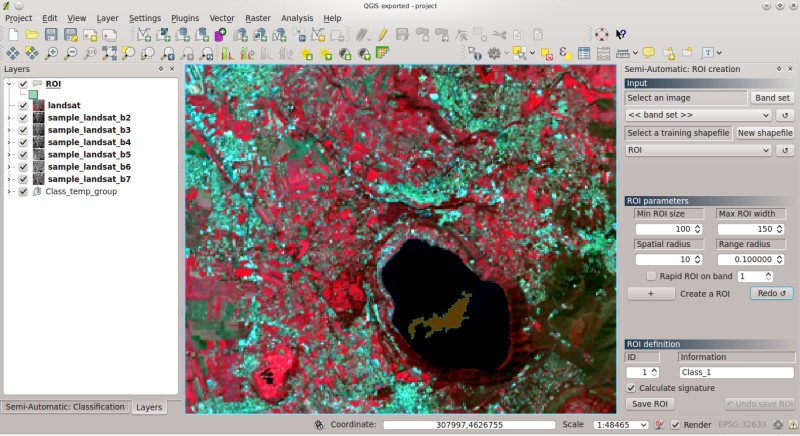 QGIS exported - project
Project Edit View Layer Settings Plugins Vector Raster Analysis Help
Layers
ROI
landsat
sample_landsat_b2
sample_landsat_b3
sample_landsat_b4
sample_landsat_b5
sample_landsat_b6
sample_landsat_b7
Class_temp_group
Semi-Automatic: Classification
Layers
Semi-Automatic: ROI creation
Input
Select an image
Band set
<< band set >>
Select a training shapefile
New shapefile
ROI
ROI parameters
Min ROI size Max ROI width
100 150
Spatial radius Range radius
10 0.100000
Rapid ROI on band 1
+ Create a ROI Redo ↺
ROI definition
ID Information
1 Class_1
Calculate signature
Save ROI Undo save ROI
Coordinate: 307997,4626755 Scale 1:48465 Render EPSG:32633